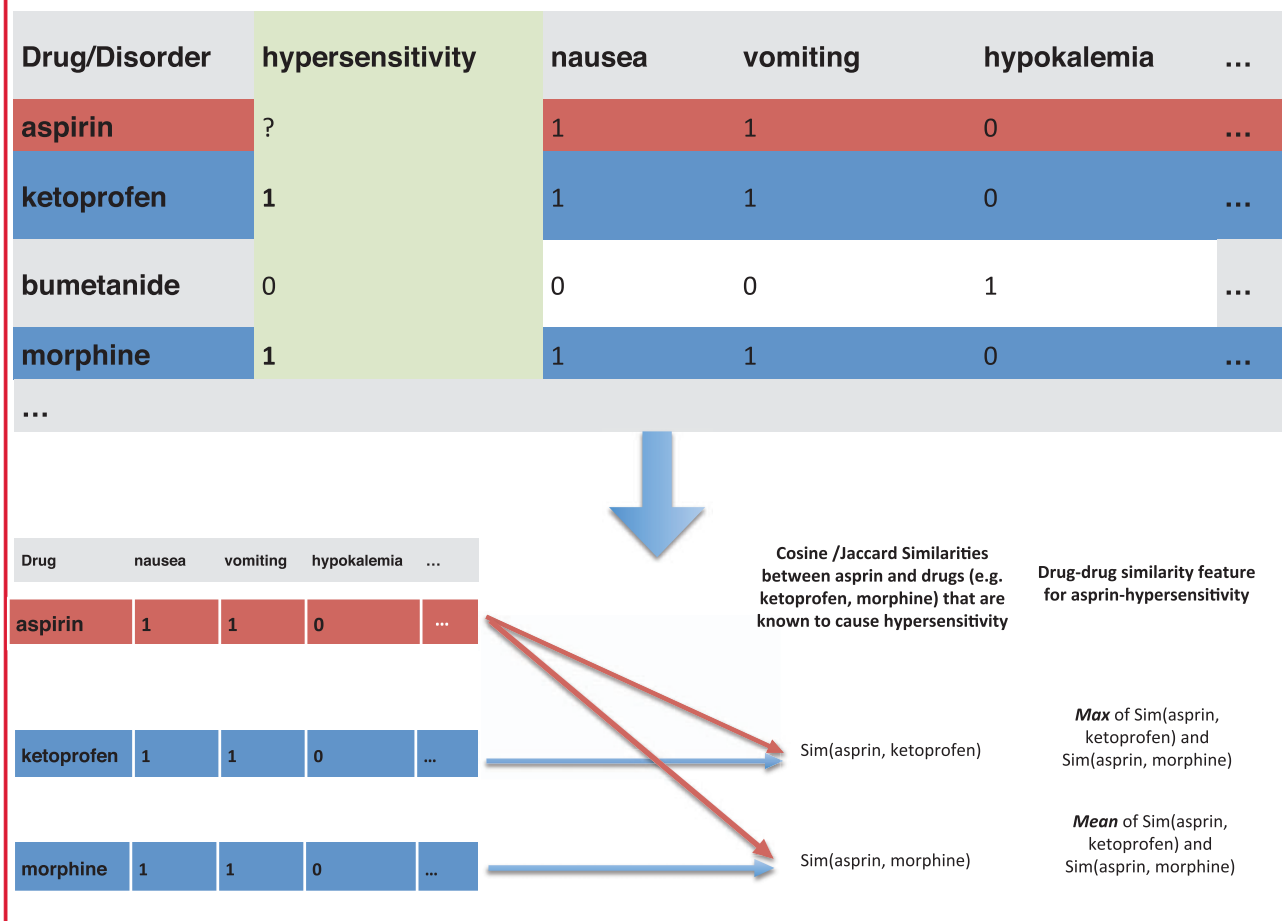 Drug/Disorder hypersensitivity nausea vomiting hypokalemia ...
aspirin ? 1 1 0 ...
ketoprofen 1 1 1 0 ...
bumetanide 0 0 0 1 ...
morphine 1 1 1 0 ...
...
Drug nausea vomiting hypokalemia ...
aspirin 1 1 0 ...
ketoprofen 1 1 0 ...
morphine 1 1 0 ...
Cosine /Jaccard Similarities
between asprin and drugs (e.g.
ketoprofen, morphine) that are
known to cause hypersensitivity
Drug-drug similarity feature
for asprin-hypersensitivity
Sim(asprin, ketoprofen)
Max of Sim(asprin,
ketoprofen) and
Sim(asprin, morphine)
Sim(asprin, morphine)
Mean of Sim(asprin,
ketoprofen) and
Sim(asprin, morphine)